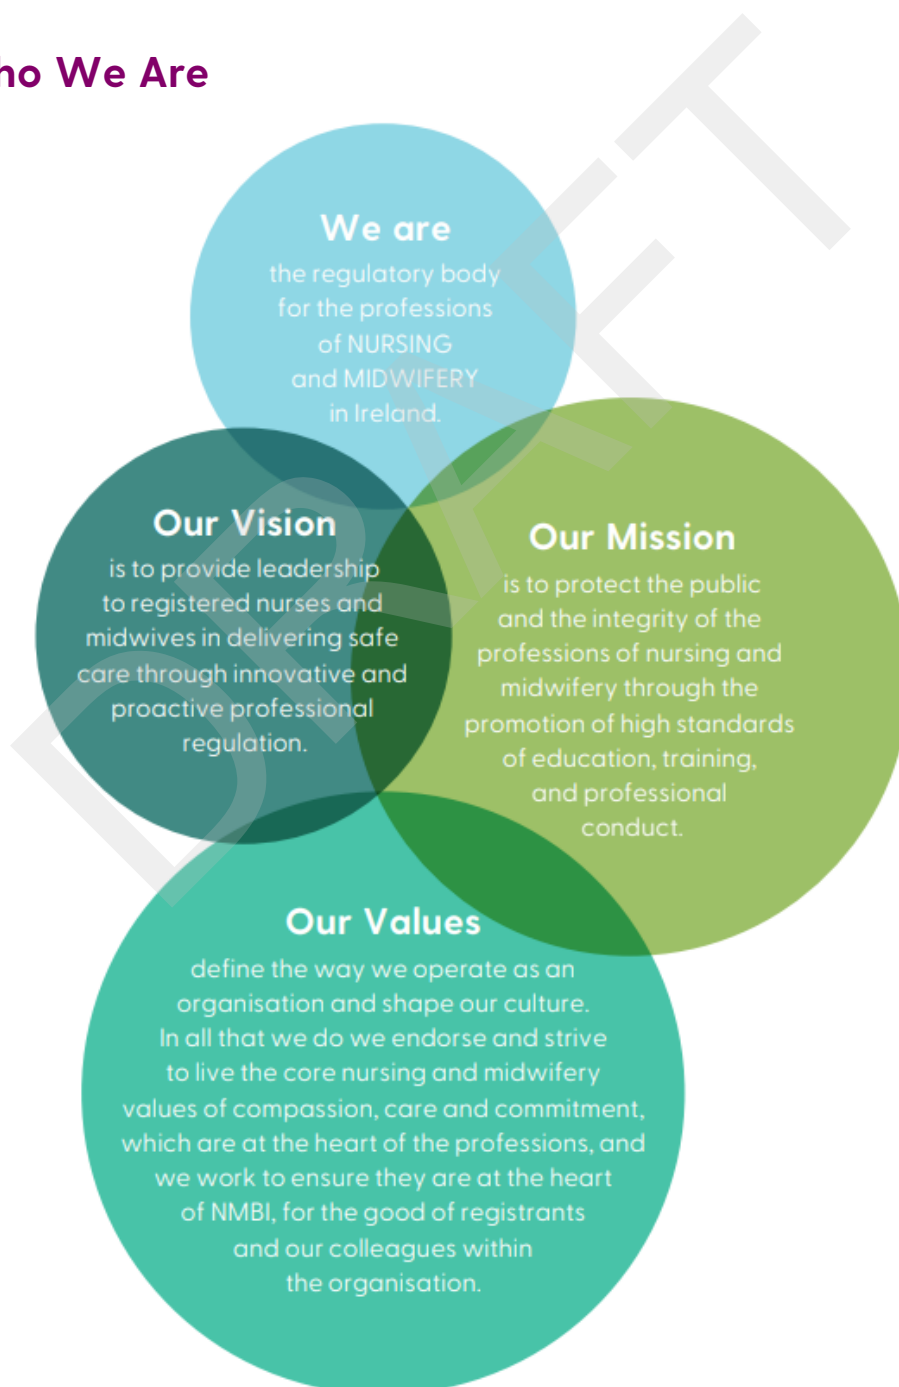 ho We Are
We are
the regulatory body
for the professions
of NURSING
and MIDWIFERY
in Ireland.
Our Vision
is to provide leadership
to registered nurses and
midwives in delivering safe
care through innovative and
proactive professional
regulation.
Our Mission
is to protect the public
and the integrity of the
professions of nursing and
midwifery through the
promotion of high standards
of education, training,
and professional
conduct.
Our Values
define the way we operate as an
organisation and shape our culture.
In all that we do we endorse and strive
to live the core nursing and midwifery
values of compassion, care and commitment,
which are at the heart of the professions, and
we work to ensure they are at the heart
of NMBI, for the good of registrants
and our colleagues within
the organisation.
DRAFT